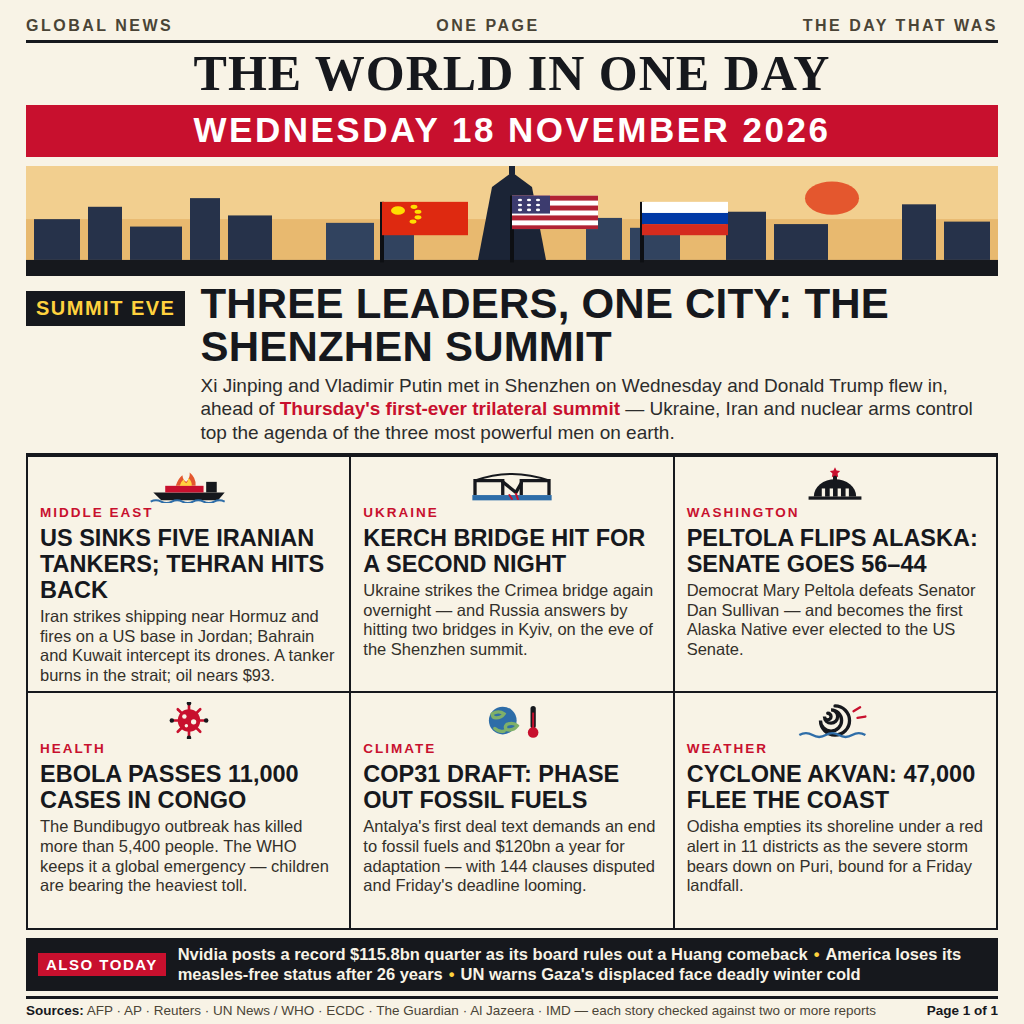 GLOBAL NEWS
ONE PAGE
THE DAY THAT WAS
THE WORLD IN ONE DAY
WEDNESDAY 18 NOVEMBER 2026
SUMMIT EVE
THREE LEADERS, ONE CITY: THE
SHENZHEN SUMMIT
Xi Jinping and Vladimir Putin met in Shenzhen on Wednesday and Donald Trump flew in,
ahead of Thursday's first-ever trilateral summit — Ukraine, Iran and nuclear arms control
top the agenda of the three most powerful men on earth.
MIDDLE EAST
US SINKS FIVE IRANIAN
TANKERS; TEHRAN HITS
BACK
Iran strikes shipping near Hormuz and
fires on a US base in Jordan; Bahrain
and Kuwait intercept its drones. A tanker
burns in the strait; oil nears $93.
UKRAINE
KERCH BRIDGE HIT FOR
A SECOND NIGHT
Ukraine strikes the Crimea bridge again
overnight — and Russia answers by
hitting two bridges in Kyiv, on the eve of
the Shenzhen summit.
WASHINGTON
PELTOLA FLIPS ALASKA:
SENATE GOES 56–44
Democrat Mary Peltola defeats Senator
Dan Sullivan — and becomes the first
Alaska Native ever elected to the US
Senate.
HEALTH
EBOLA PASSES 11,000
CASES IN CONGO
The Bundibugyo outbreak has killed
more than 5,400 people. The WHO
keeps it a global emergency — children
are bearing the heaviest toll.
CLIMATE
COP31 DRAFT: PHASE
OUT FOSSIL FUELS
Antalya's first deal text demands an end
to fossil fuels and $120bn a year for
adaptation — with 144 clauses disputed
and Friday's deadline looming.
WEATHER
CYCLONE AKVAN: 47,000
FLEE THE COAST
Odisha empties its shoreline under a red
alert in 11 districts as the severe storm
bears down on Puri, bound for a Friday
landfall.
ALSO TODAY
Nvidia posts a record $115.8bn quarter as its board rules out a Huang comeback • America loses its
measles-free status after 26 years • UN warns Gaza's displaced face deadly winter cold
Sources: AFP · AP · Reuters · UN News / WHO · ECDC · The Guardian · Al Jazeera · IMD — each story checked against two or more reports
Page 1 of 1